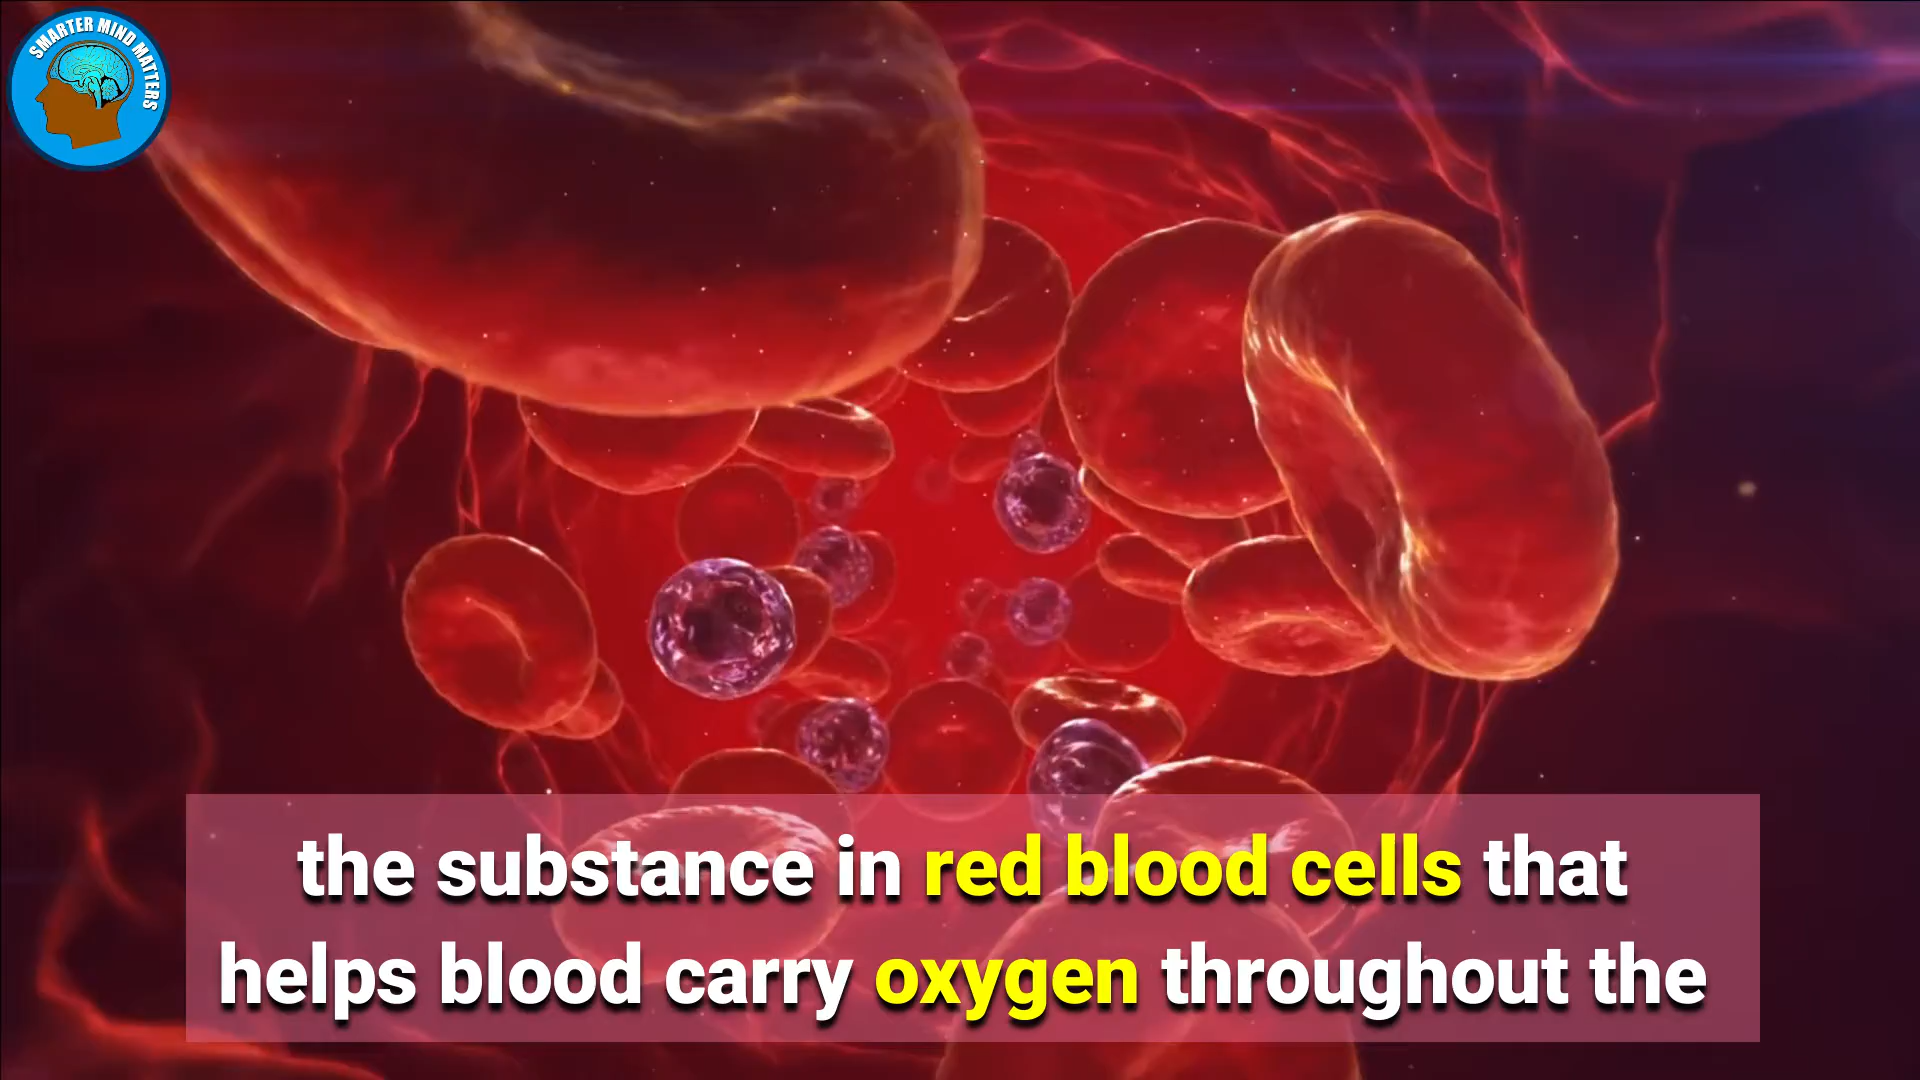 SMARTER MIND MATTERS
the substance in red blood cells that
helps blood carry oxygen throughout the